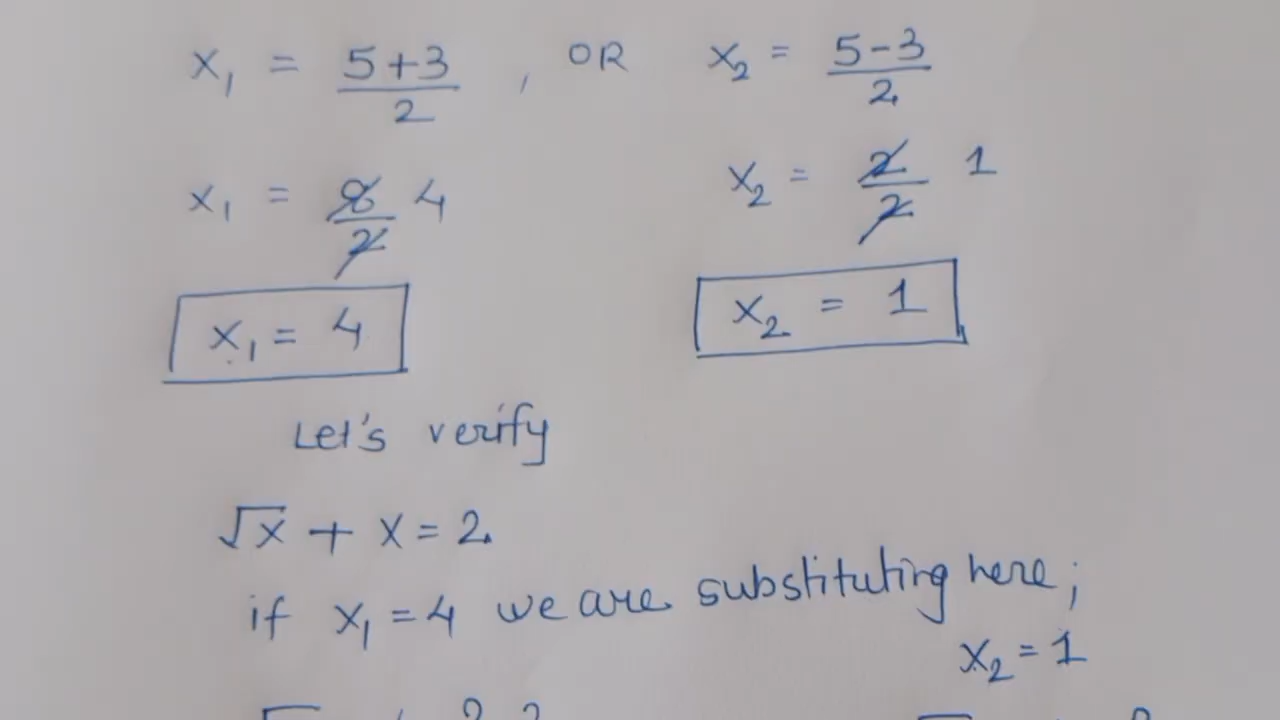 x₁ = 5+3/2 , OR x₂ = 5-3/2
x₁ = 8/2 4 x₂ = 2/2 1
x₁ = 4 x₂ = 1
Let's verify
√x + x = 2
if x₁ = 4 we are substituting here;
x₂ = 1